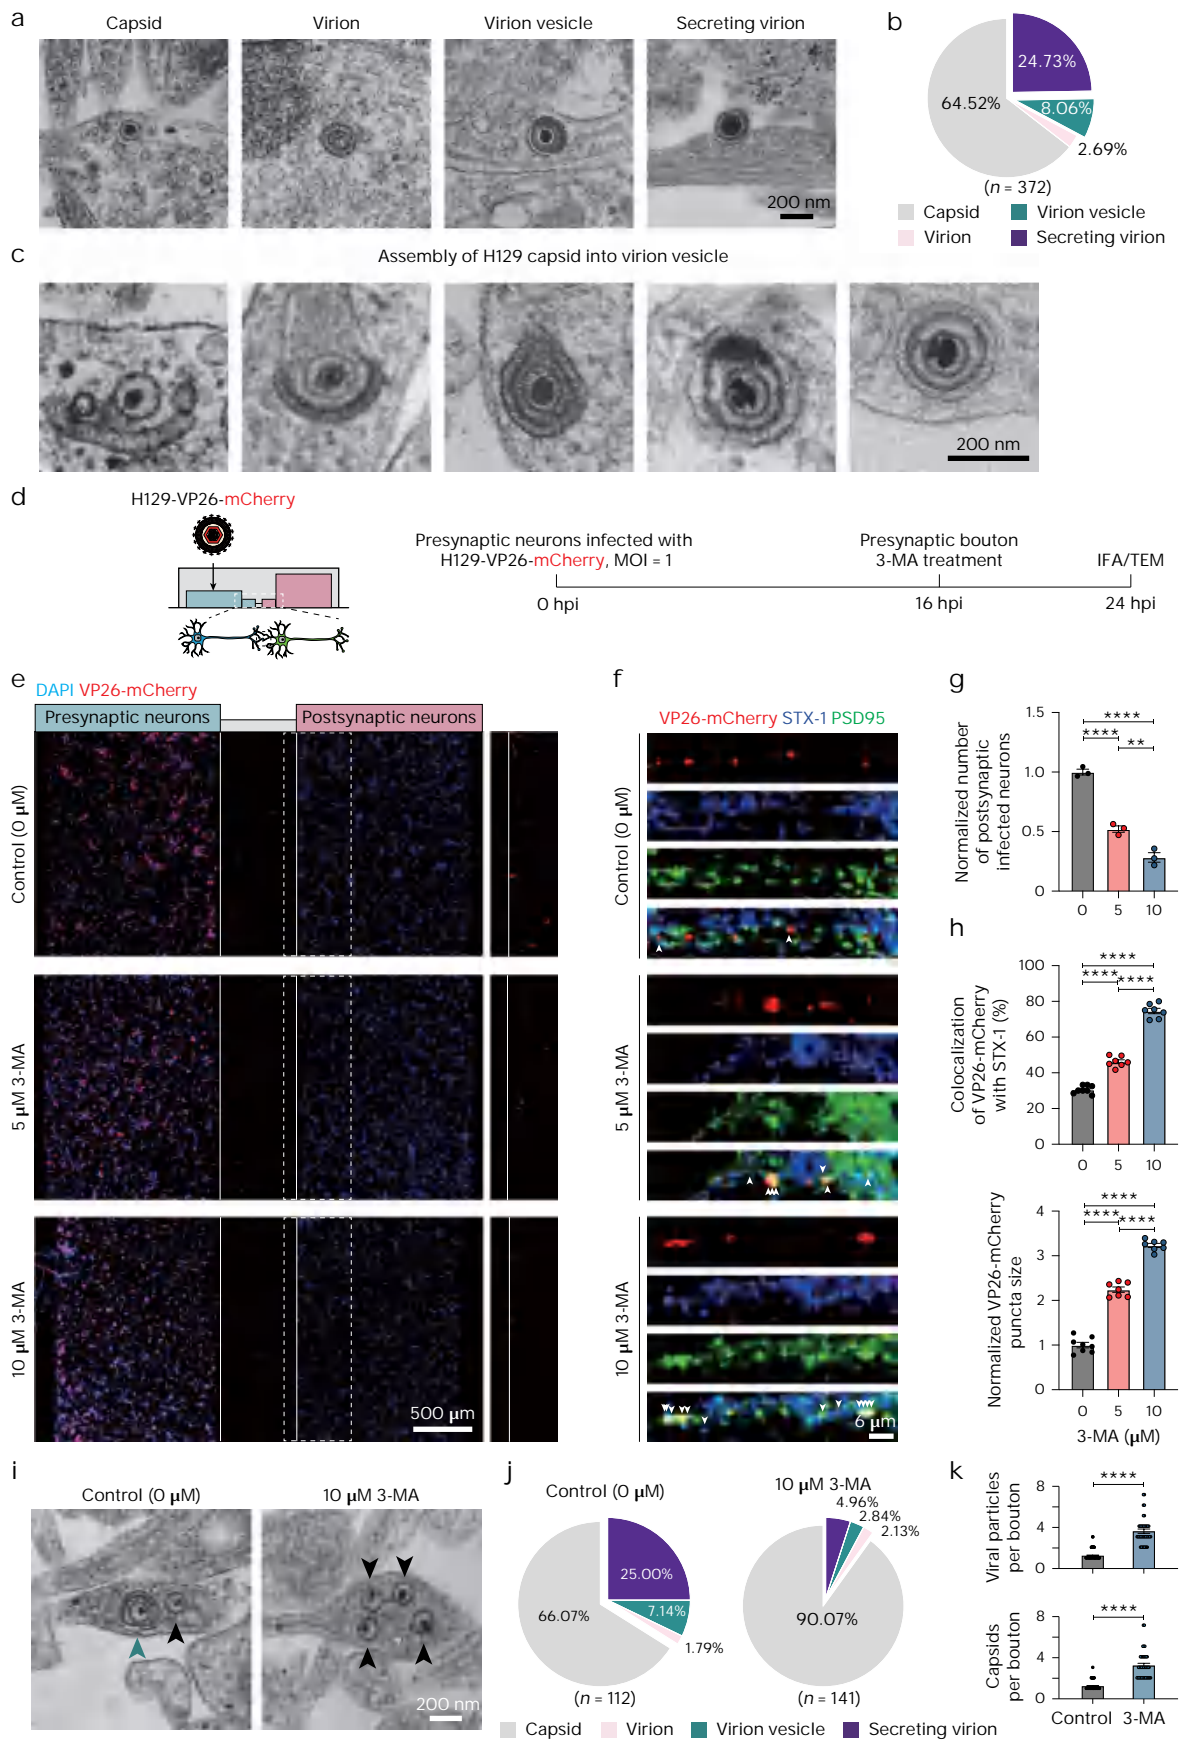 a
Capsid
Virion
Virion vesicle
Secreting virion
200 nm
b
24.73%
64.52%
8.06%
2.69%
(n = 372)
Capsid
Virion vesicle
Virion
Secreting virion
c
Assembly of H129 capsid into virion vesicle
200 nm
d
H129-VP26-mCherry
Presynaptic neurons infected with
H129-VP26-mCherry, MOI = 1
Presynaptic bouton
3-MA treatment
IFA/TEM
0 hpi
16 hpi
24 hpi
e
DAPI VP26-mCherry
Presynaptic neurons
Postsynaptic neurons
Control (0 μM)
5 μM 3-MA
10 μM 3-MA
500 μm
f
VP26-mCherry STX-1 PSD95
Control (0 μM)
5 μM 3-MA
10 μM 3-MA
6 μm
g
Normalized number
of postsynaptic
infected neurons
1.5
1.0
0.5
0
****
****
**
0
5
10
h
Colocalization
of VP26-mCherry
with STX-1 (%)
100
80
60
40
20
0
****
****
****
0
5
10
Normalized VP26-mCherry
puncta size
4
3
2
1
0
****
****
****
0
5
10
3-MA (μM)
i
Control (0 μM)
10 μM 3-MA
200 nm
j
Control (0 μM)
10 μM 3-MA
25.00%
66.07%
7.14%
1.79%
(n = 112)
4.96%
2.84%
2.13%
90.07%
(n = 141)
Capsid
Virion
Virion vesicle
Secreting virion
k
Viral particles
per bouton
8
4
0
****
Capsids
per bouton
8
4
0
****
Control
3-MA